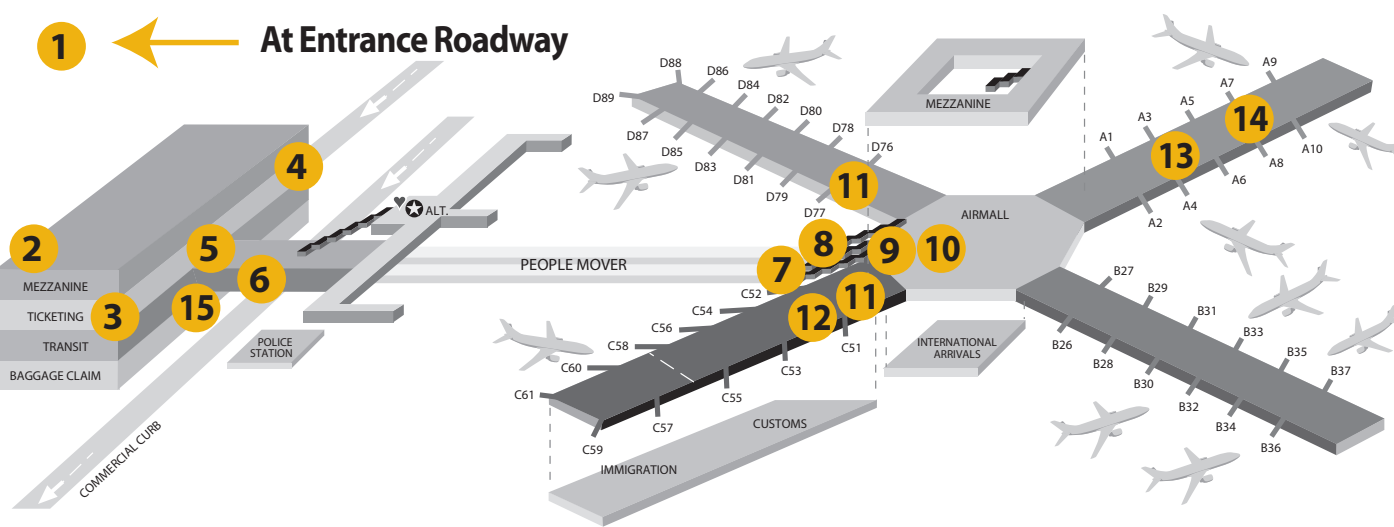 1
At Entrance Roadway
2
3
4
5
6
15
MEZZANINE
TICKETING
TRANSIT
BAGGAGE CLAIM
COMMERCIAL CURB
POLICE
STATION
ALT.
PEOPLE MOVER
D89
D88
D87
D86
D85
D84
D83
D82
D81
D80
D79
D78
D77
D76
11
MEZZANINE
A1
A3
A5
A7
A9
A2
A4
A6
A8
A10
13
14
AIRMALL
7
8
9
10
11
12
C52
C54
C56
C58
C60
C61
C59
C57
C55
C53
C51
INTERNATIONAL
ARRIVALS
CUSTOMS
IMMIGRATION
B27
B29
B31
B33
B35
B37
B26
B28
B30
B32
B34
B36